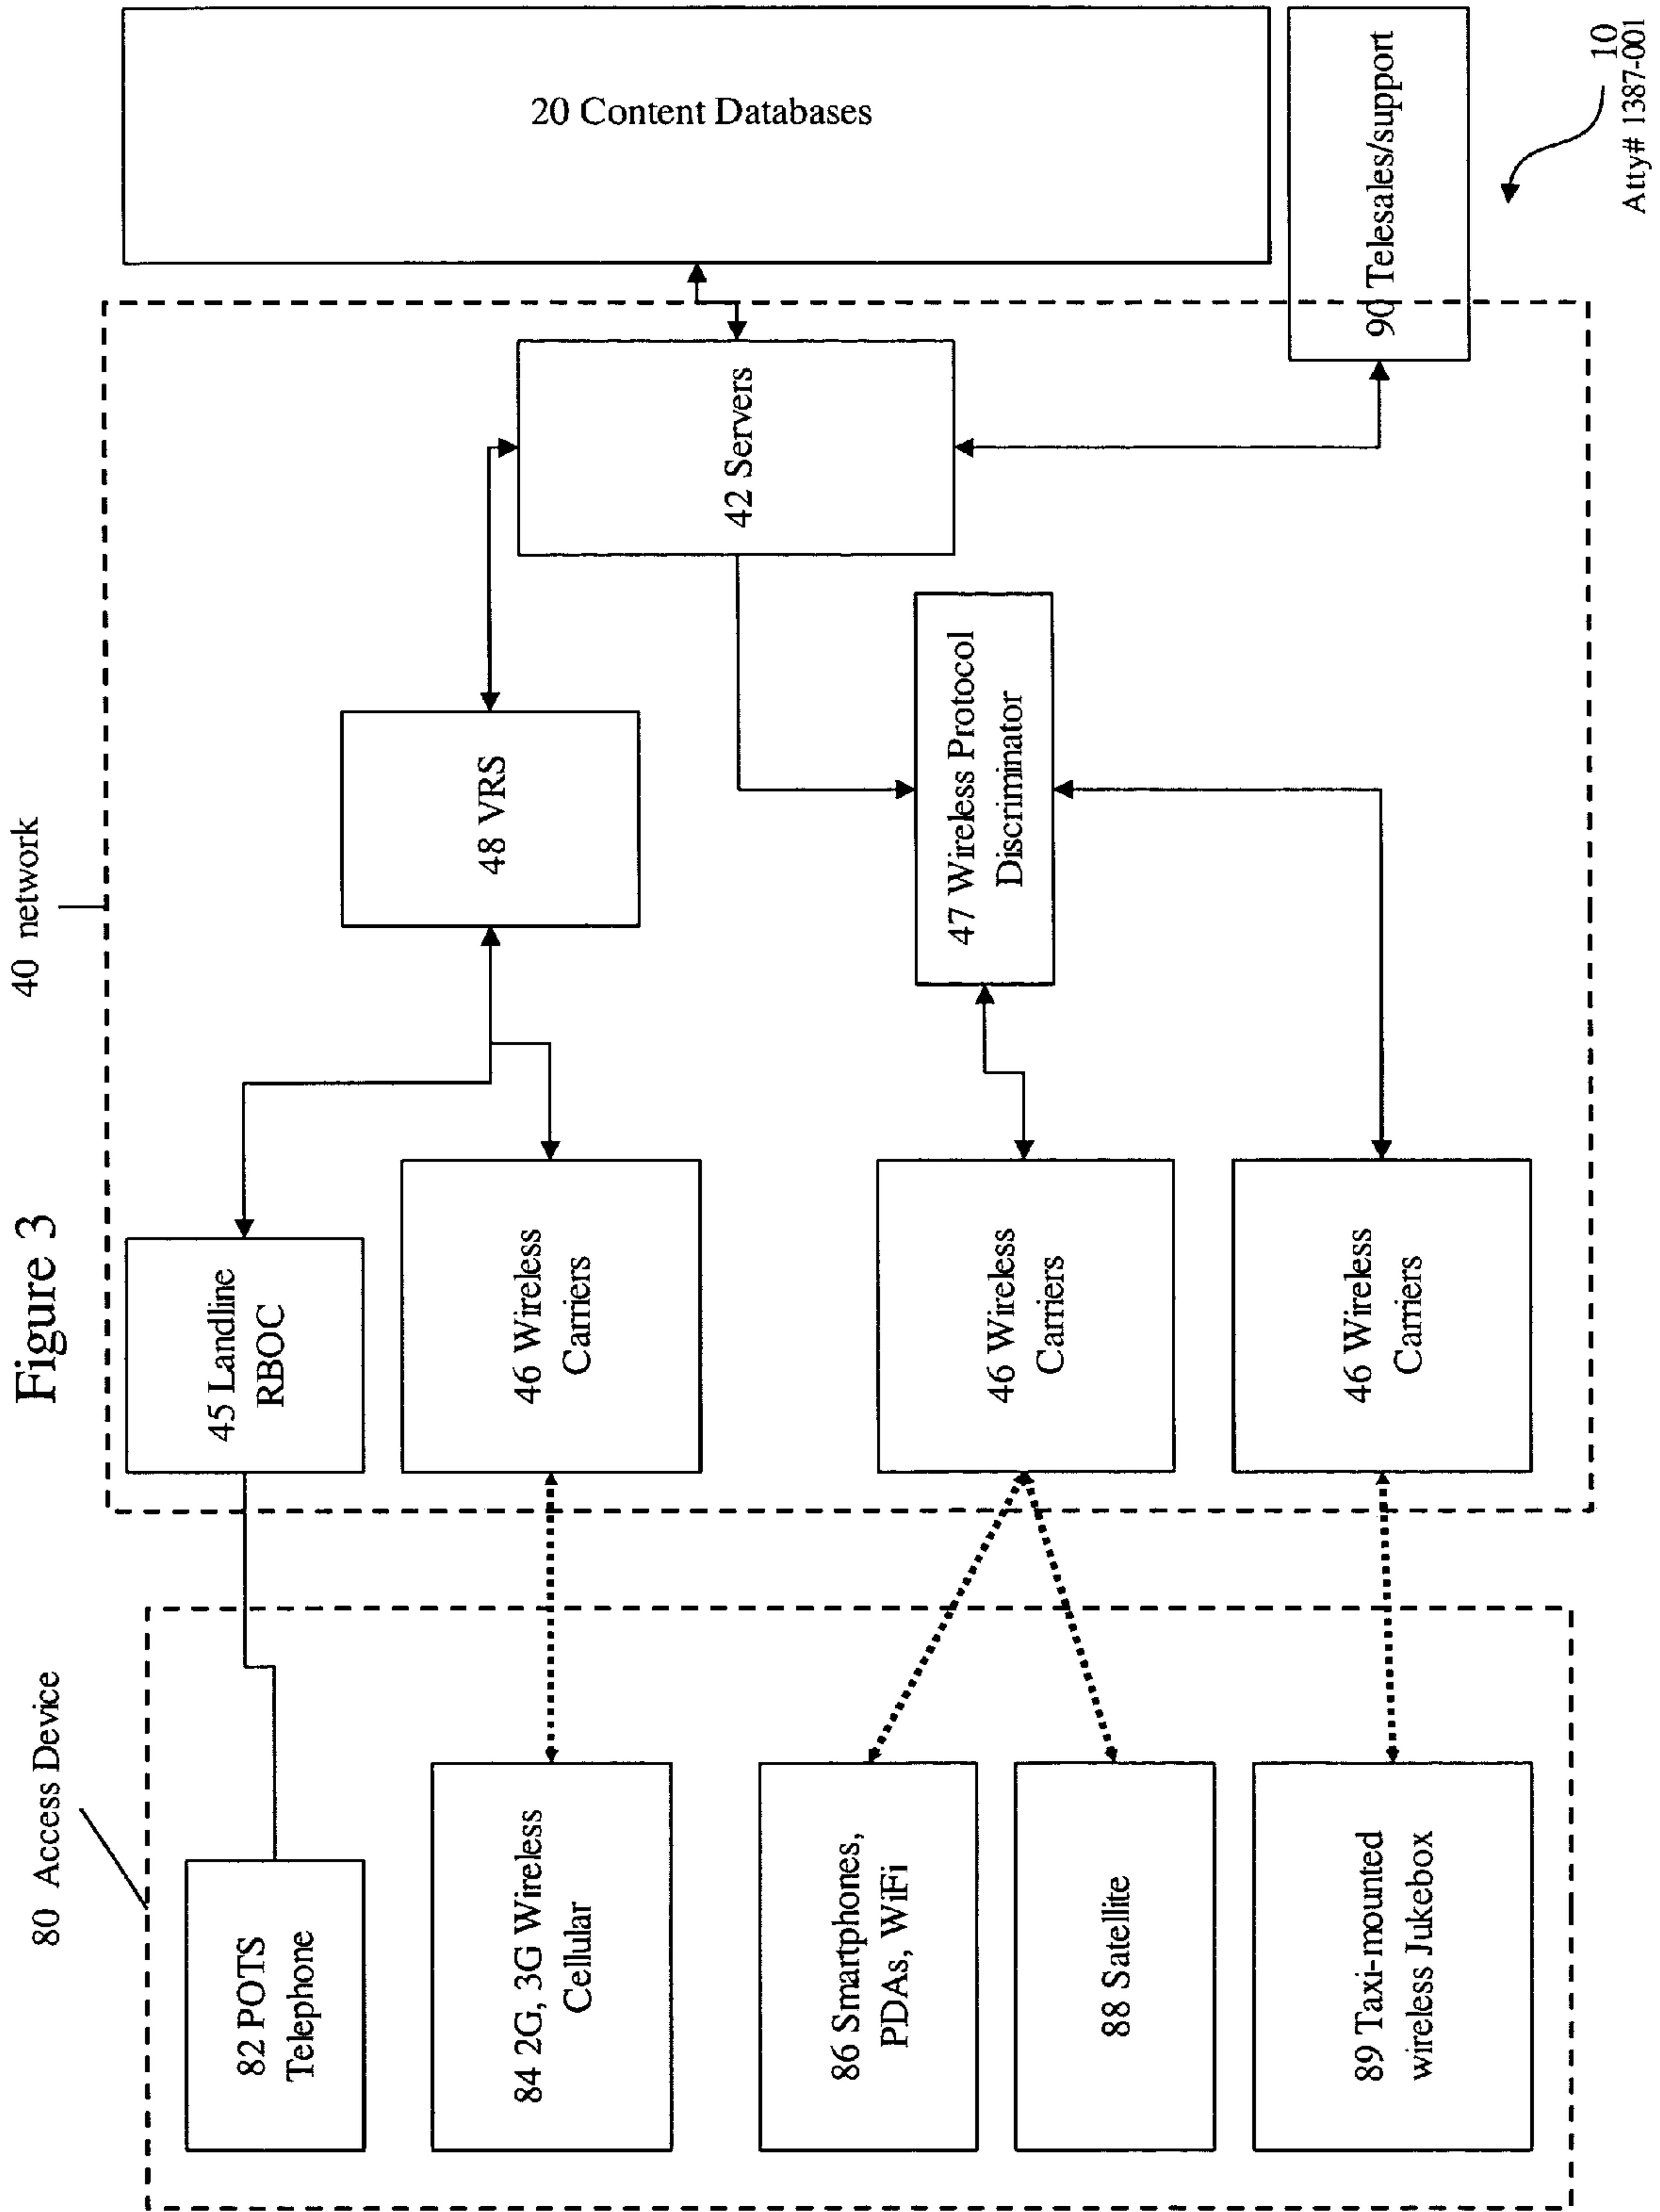 Figure 3
80 Access Device
40 network
82 POTS
Telephone
84 2G, 3G Wireless
Cellular
86 Smartphones,
PDAs, WiFi
88 Satellite
89 Taxi-mounted
wireless Jukebox
45 Landline
RBOC
46 Wireless
Carriers
46 Wireless
Carriers
46 Wireless
Carriers
48 VRS
47 Wireless Protocol
Discriminator
42 Servers
20 Content Databases
90 Telesales/support
10
Atty# 1387-001